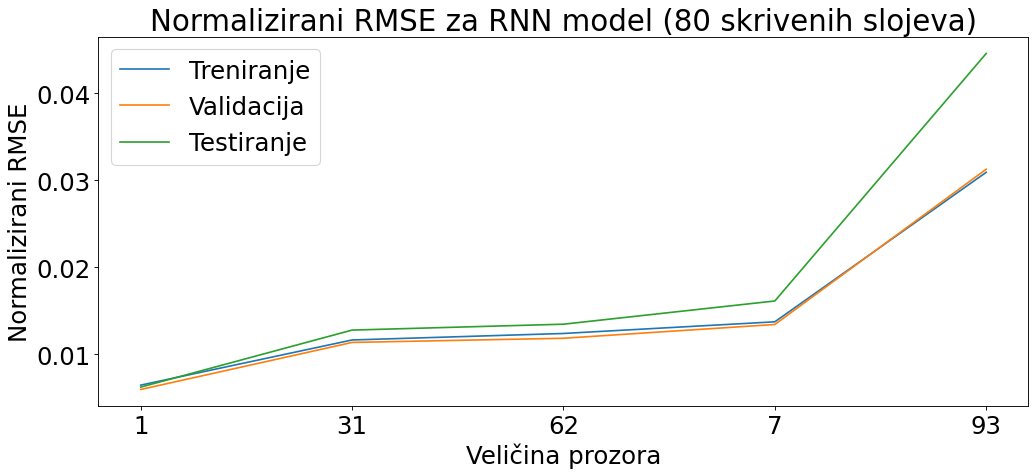 Normalizirani RMSE za RNN model (80 skrivenih slojeva)
Treniranje
Validacija
Testiranje
Normalizirani RMSE
0.04
0.03
0.02
0.01
1 31 62 7 93
Veličina prozora